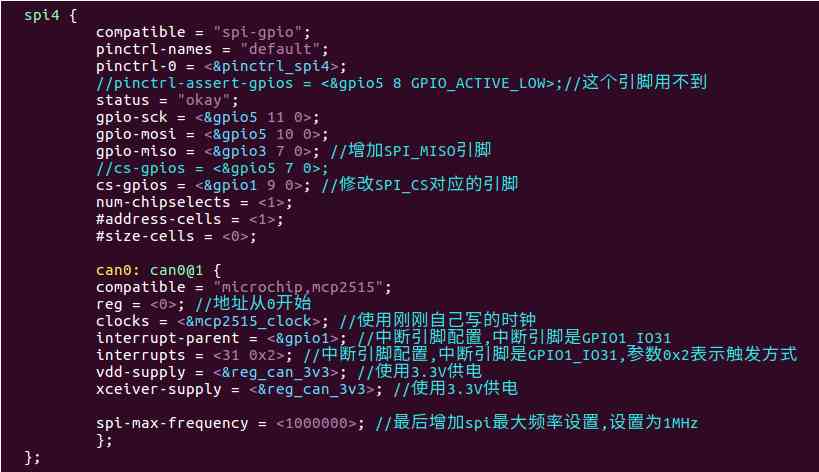 spi4 {
compatible = "spi-gpio";
pinctrl-names = "default";
pinctrl-0 = <&pinctrl_spi4>;
//pinctrl-assert-gpios = <&gpio5 8 GPIO_ACTIVE_LOW>;//这个引脚用不到
status = "okay";
gpio-sck = <&gpio5 11 0>;
gpio-mosi = <&gpio5 10 0>;
gpio-miso = <&gpio3 7 0>; //增加SPI_MISO引脚
//cs-gpios = <&gpio5 7 0>;
cs-gpios = <&gpio1 9 0>; //修改SPI_CS对应的引脚
num-chipselects = <1>;
#address-cells = <1>;
#size-cells = <0>;
can0: can0@1 {
compatible = "microchip,mcp2515";
reg = <0>; //地址从0开始
clocks = <&mcp2515_clock>; //使用刚刚自己写的时钟
interrupt-parent = <&gpio1>; //中断引脚配置,中断引脚是GPIO1_IO31
interrupts = <31 0x2>; //中断引脚配置,中断引脚是GPIO1_IO31,参数0x2表示触发方式
vdd-supply = <&reg_can_3v3>; //使用3.3V供电
xceiver-supply = <&reg_can_3v3>; //使用3.3V供电
spi-max-frequency = <1000000>; //最后增加spi最大频率设置,设置为1MHz
};
};